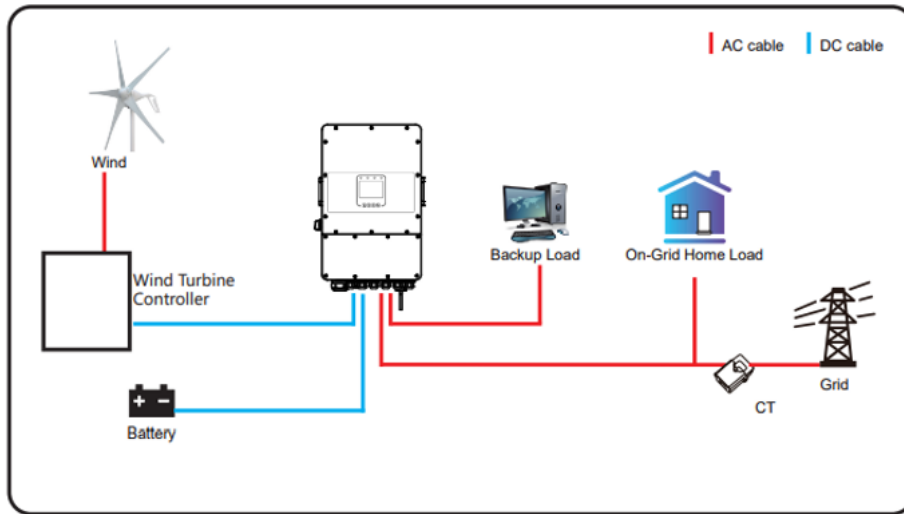 AC cable
DC cable
Wind
Wind Turbine
Controller
Backup Load
On-Grid Home Load
Battery
CT
Grid